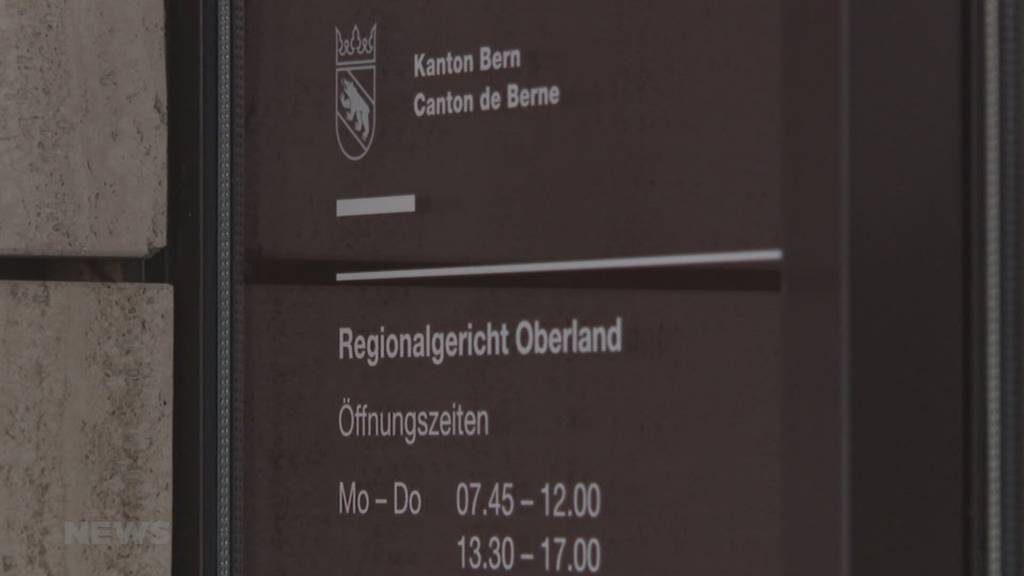 Kanton Bern
Canton de Berne
Regionalgericht Oberland
Öffnungszeiten
Mo – Do 07.45 – 12.00
13.30 – 17.00
NEWS